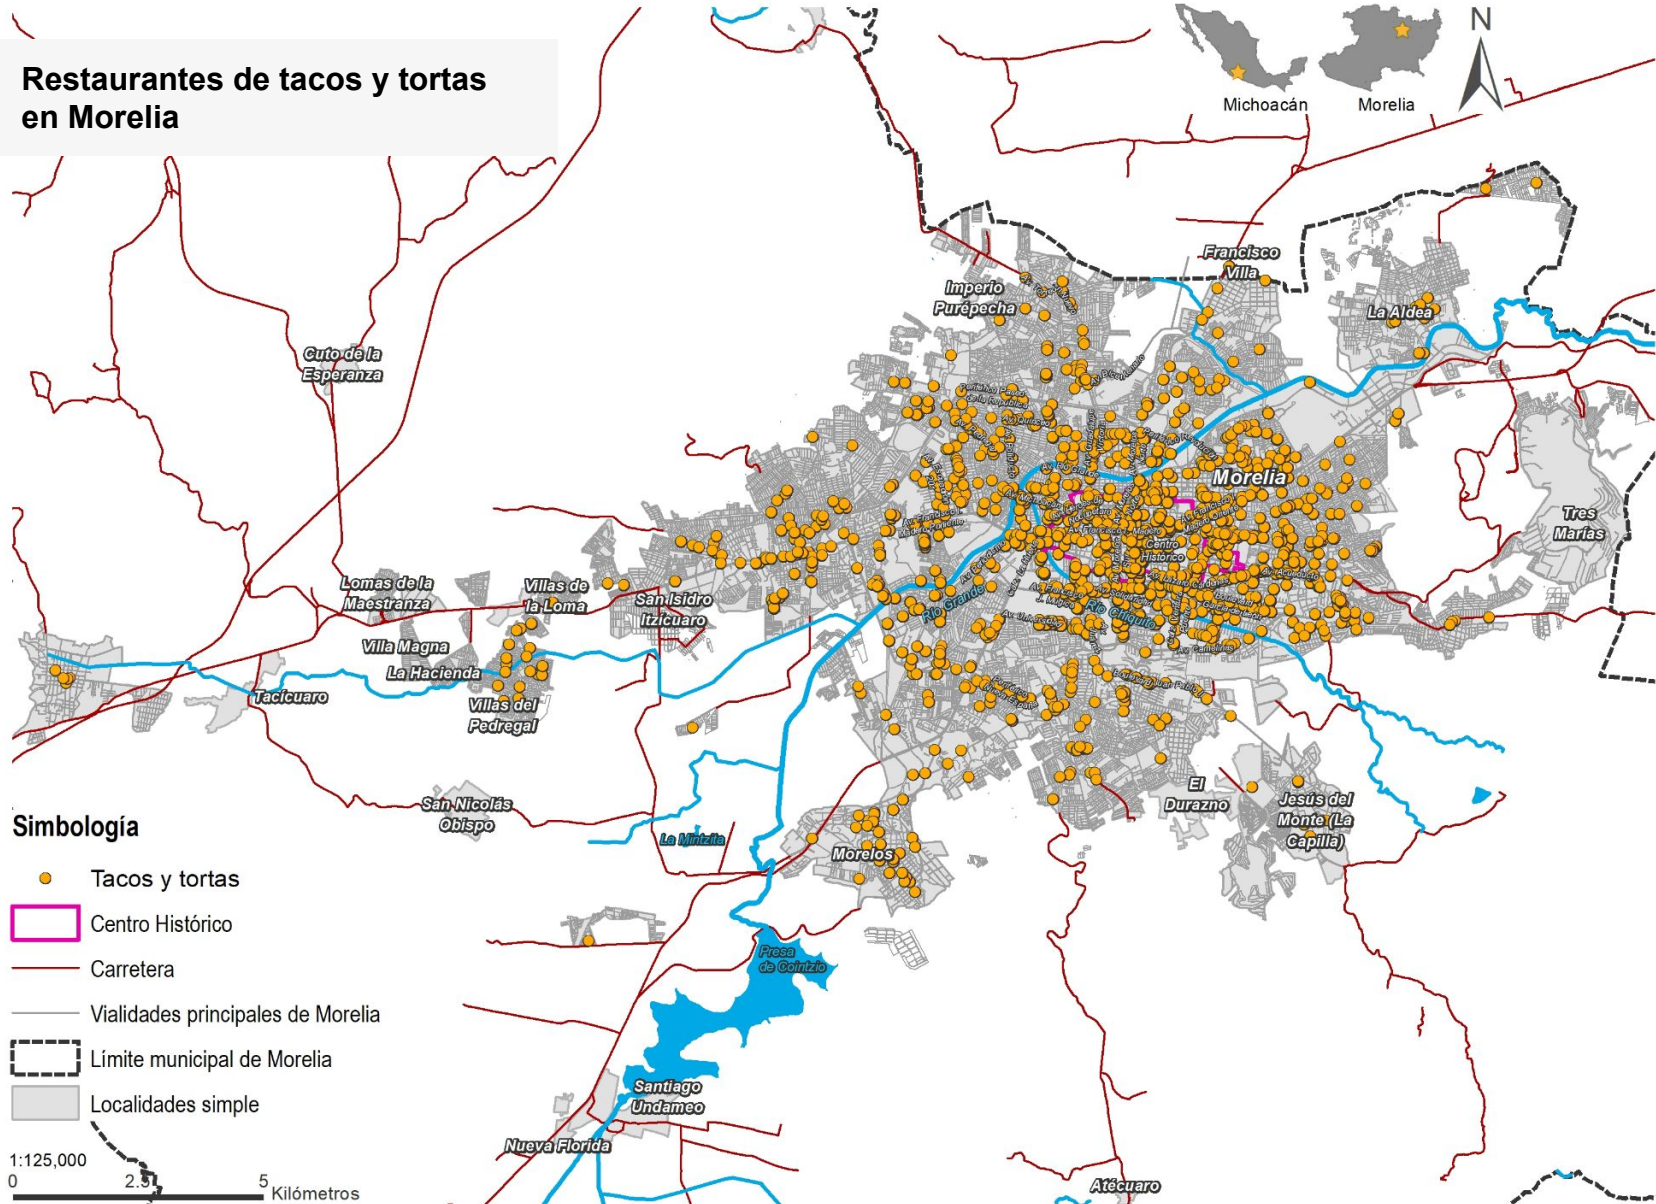 Restaurantes de tacos y tortas
en Morelia
N
Michoacán
Morelia
Francisco
Villa
Imperio
Purépecha
La Aldea
Cuto de la
Esperanza
Morelia
Tres
Marías
Centro
Histórico
Lomas de la
Maestranza
Villas de
la Loma
San Isidro
Itzícuaro
Río Grande
Río Chiquito
Villa Magna
La Hacienda
Tacícuaro
Villas del
Pedregal
San Nicolás
Obispo
El
Durazno
Jesús del
Monte (La
Capilla)
La Mintzita
Morelos
Presa
de Cointzio
Santiago
Undameo
Nueva Florida
Atécuaro
Simbología
Tacos y tortas
Centro Histórico
Carretera
Vialidades principales de Morelia
Límite municipal de Morelia
Localidades simple
1:125,000
0 2.5 5 Kilómetros